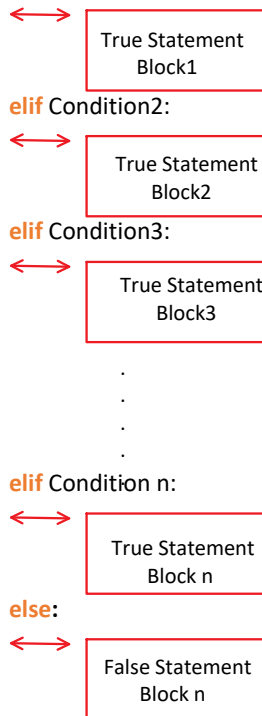 True Statement
Block1
elif Condition2:
True Statement
Block2
elif Condition3:
True Statement
Block3
.
.
.
.
.
elif Condition n:
True Statement
Block n
else:
False Statement
Block n